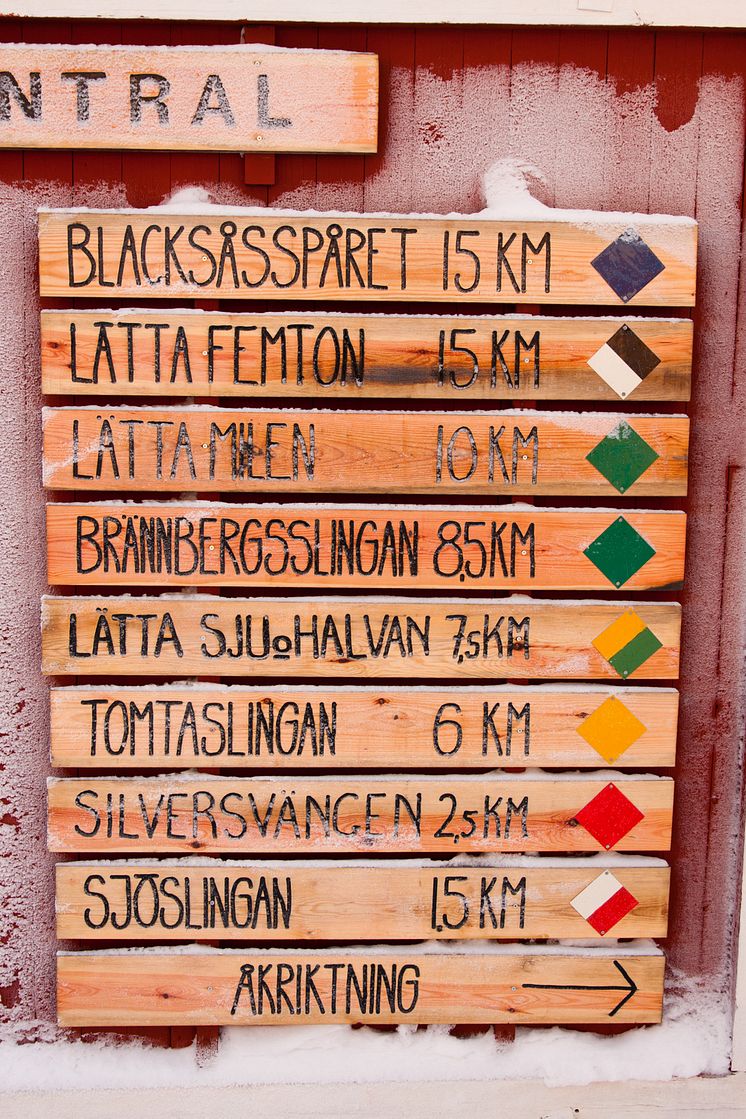 NTRAL
BLACKSÅSSPÅRET 15 KM
LÄTTA FEMTON 15 KM
LÄTTA MILEN 10 KM
BRÄNNBERGSSLINGAN 8,5 KM
LÄTTA SJU o HALVAN 7,5 KM
TOMTASLINGAN 6 KM
SILVERSVÄNGEN 2,5 KM
SJÖSLINGAN 1,5 KM
ÅKRIKTNING →